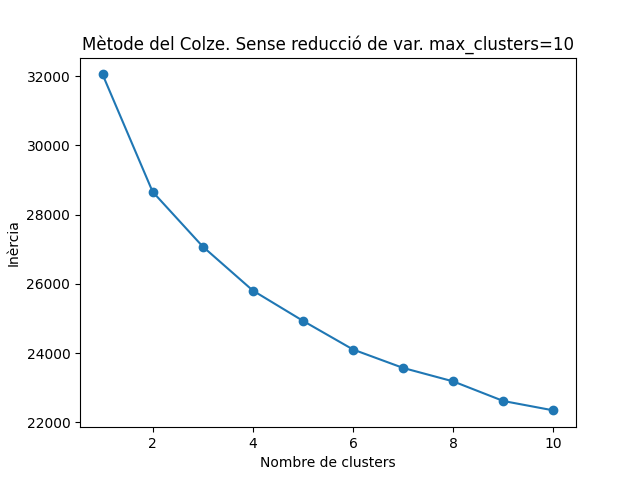 Mètode del Colze. Sense reducció de var. max_clusters=10
32000
30000
28000
26000
24000
22000
Inèrcia
2 4 6 8 10
Nombre de clusters